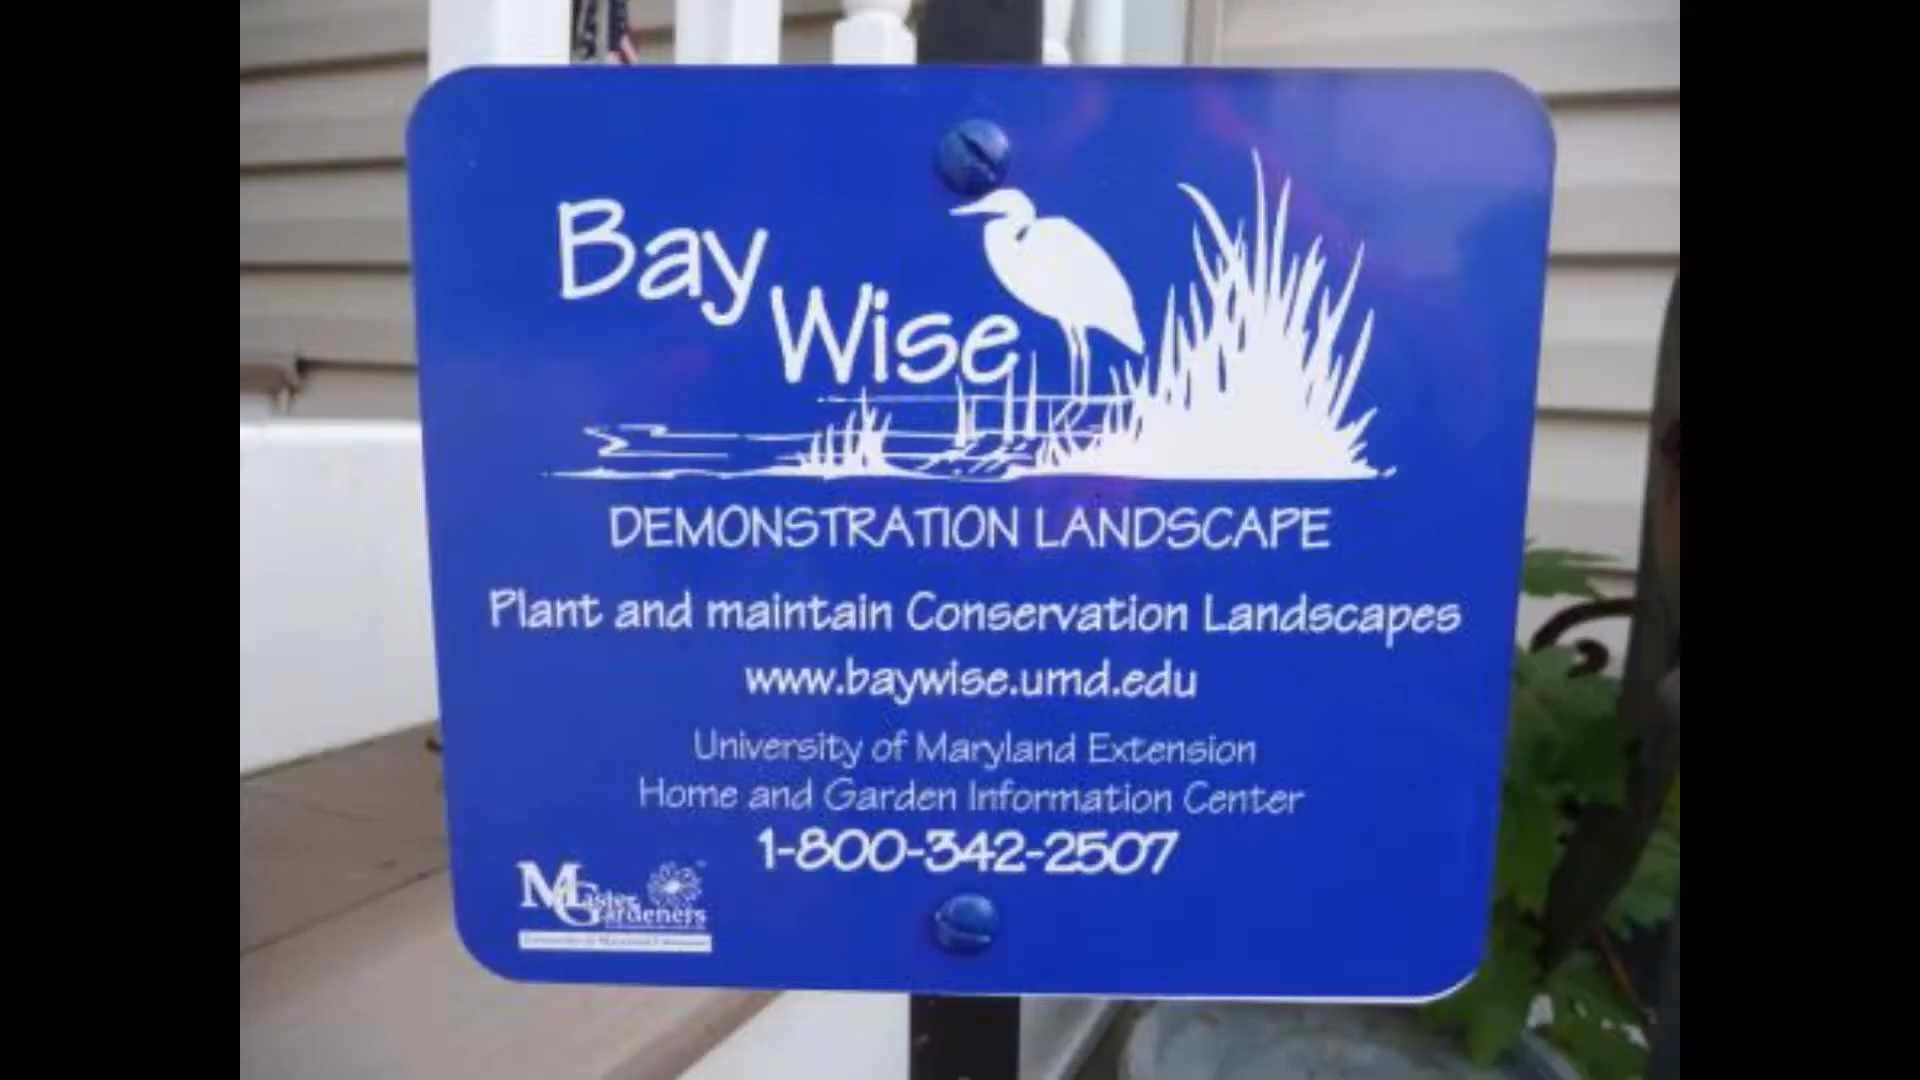 Bay
Wise
DEMONSTRATION LANDSCAPE
Plant and maintain Conservation Landscapes
www.baywise.umd.edu
University of Maryland Extension
Home and Garden Information Center
1-800-342-2507
Master
Gardeners